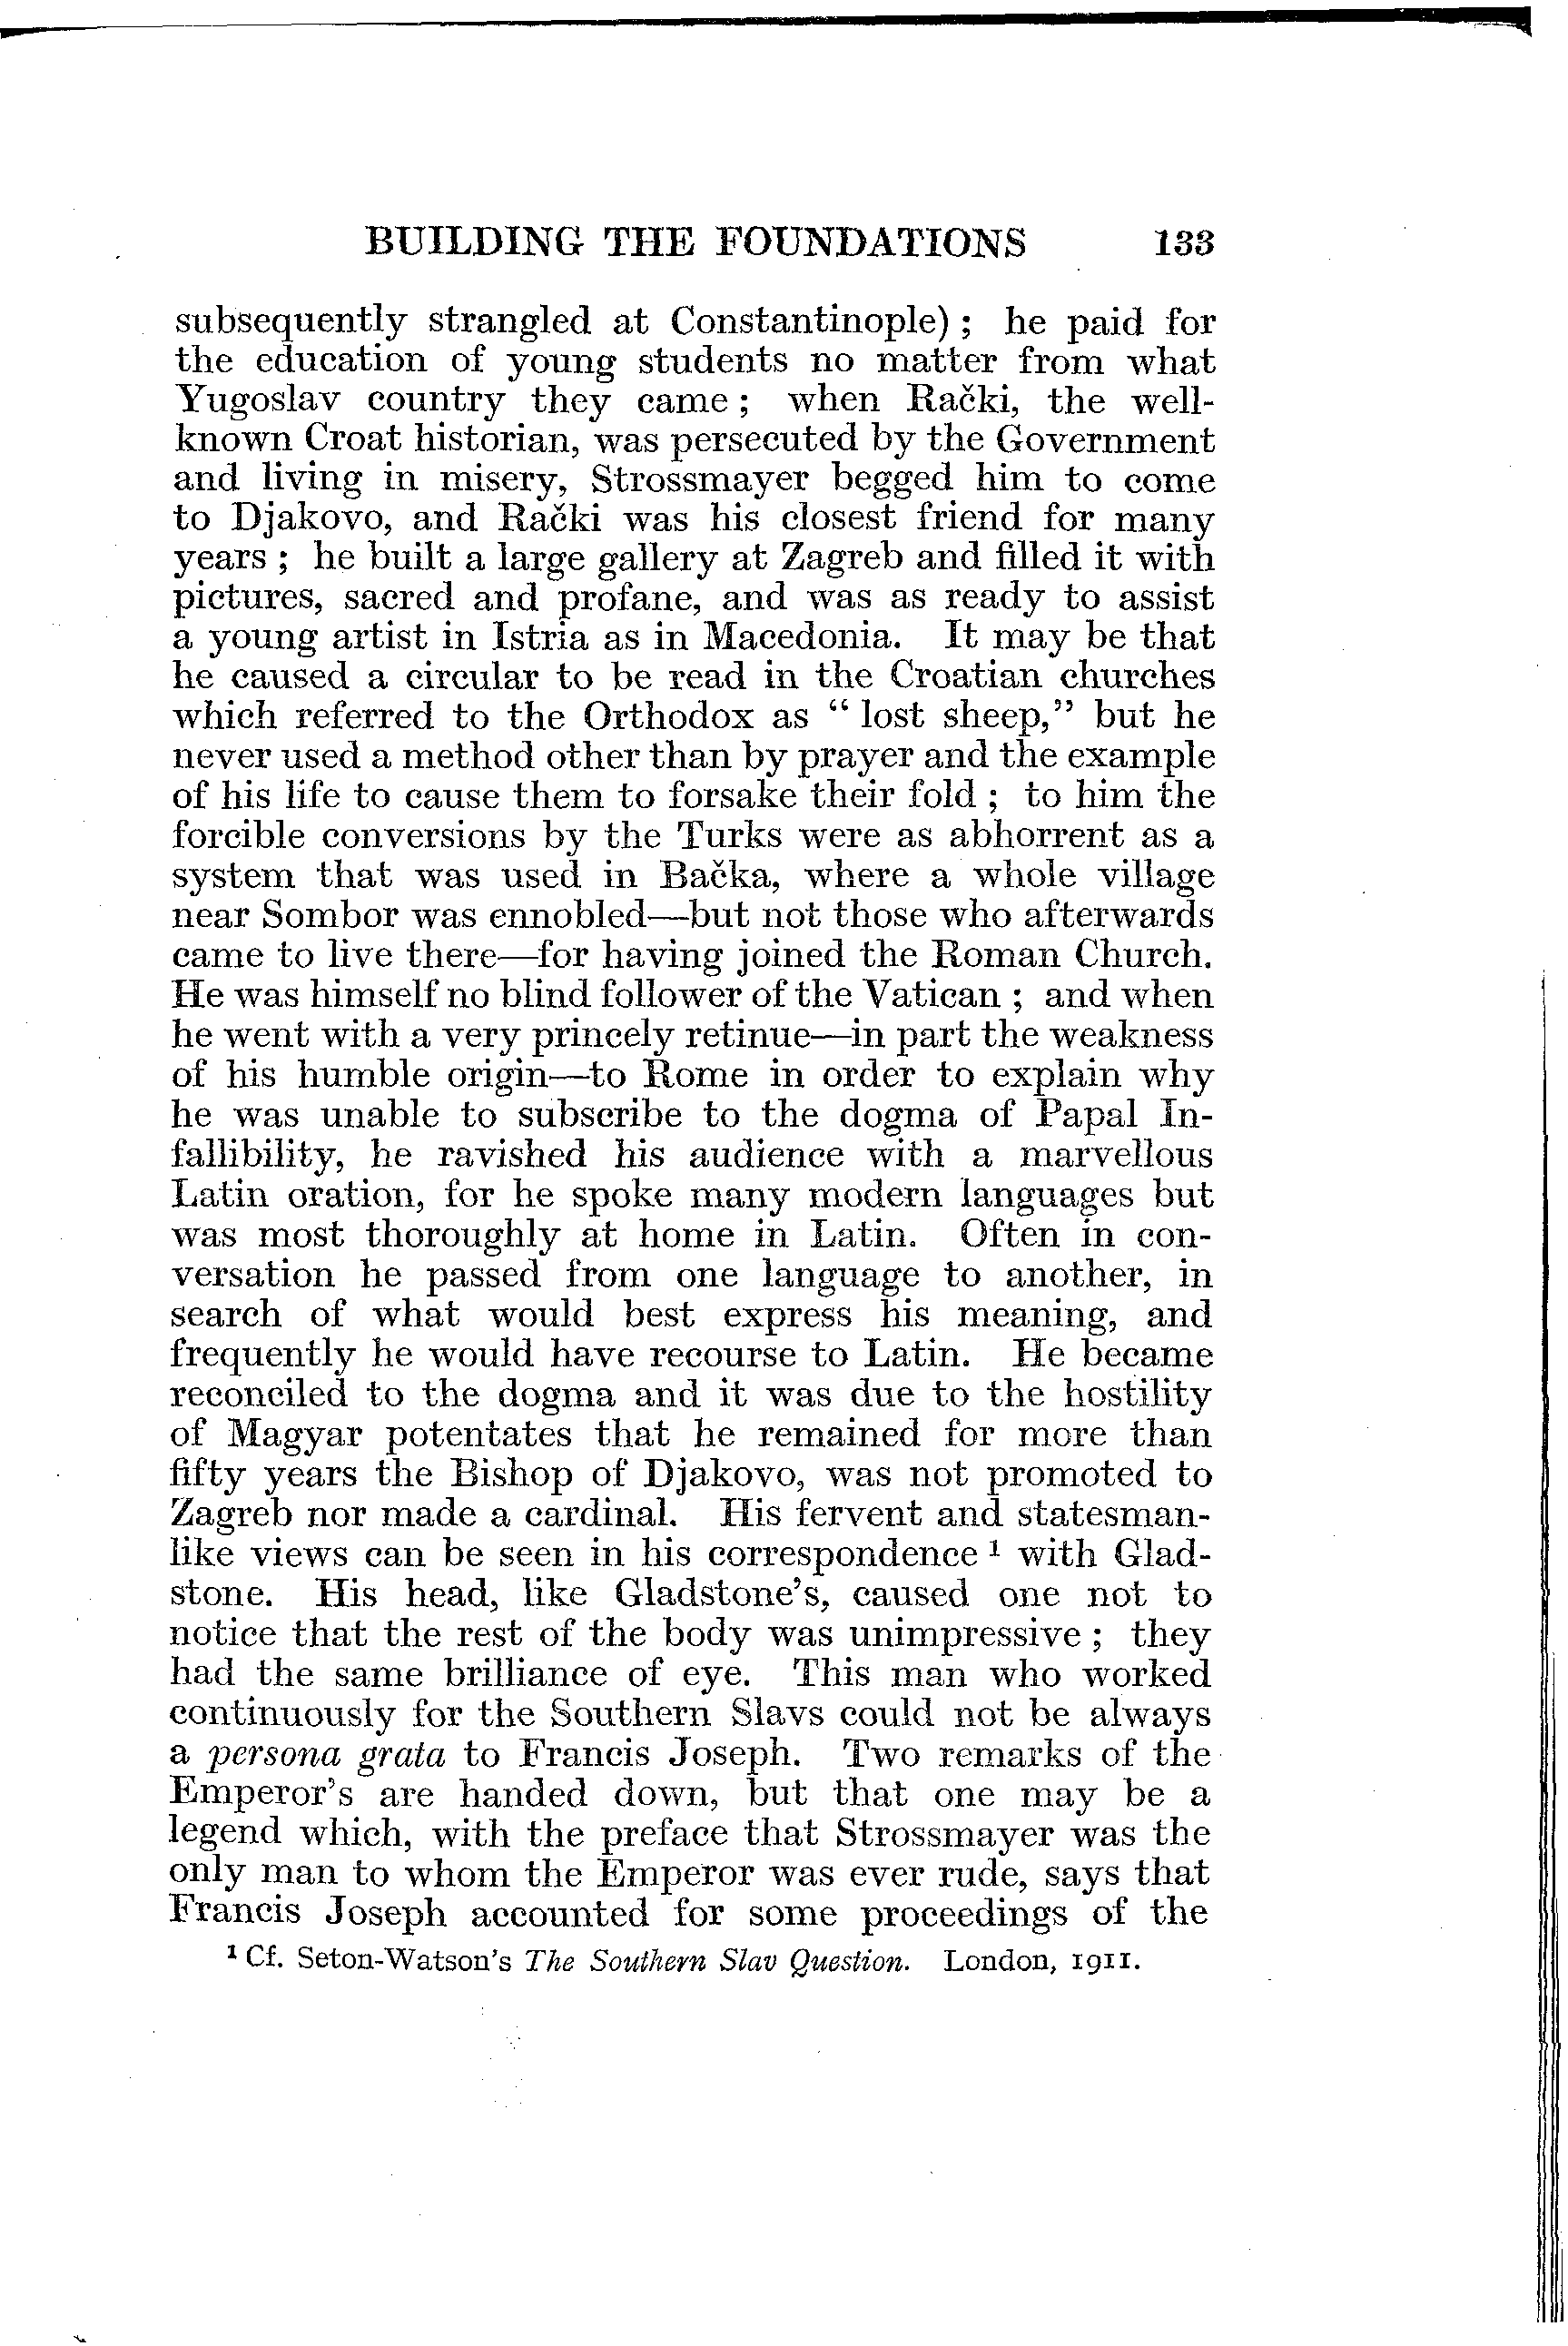 BUILDING THE FOUNDATIONS 133
subsequently strangled at Constantinople) ; he paid for
the education of young students no matter from what
Yugoslav country they came ; when Rački, the well-
known Croat historian, was persecuted by the Government
and living in misery, Strossmayer begged him to come
to Djakovo, and Rački was his closest friend for many
years ; he built a large gallery at Zagreb and filled it with
pictures, sacred and profane, and was as ready to assist
a young artist in Istria as in Macedonia. It may be that
he caused a circular to be read in the Croatian churches
which referred to the Orthodox as “ lost sheep,” but he
never used a method other than by prayer and the example
of his life to cause them to forsake their fold ; to him the
forcible conversions by the Turks were as abhorrent as a
system that was used in Bačka, where a whole village
near Sombor was ennobled—but not those who afterwards
came to live there—for having joined the Roman Church.
He was himself no blind follower of the Vatican ; and when
he went with a very princely retinue—in part the weakness
of his humble origin—to Rome in order to explain why
he was unable to subscribe to the dogma of Papal In-
fallibility, he ravished his audience with a marvellous
Latin oration, for he spoke many modern languages but
was most thoroughly at home in Latin. Often in con-
versation he passed from one language to another, in
search of what would best express his meaning, and
frequently he would have recourse to Latin. He became
reconciled to the dogma and it was due to the hostility
of Magyar potentates that he remained for more than
fifty years the Bishop of Djakovo, was not promoted to
Zagreb nor made a cardinal. His fervent and statesman-
like views can be seen in his correspondence ¹ with Glad-
stone. His head, like Gladstone’s, caused one not to
notice that the rest of the body was unimpressive ; they
had the same brilliance of eye. This man who worked
continuously for the Southern Slavs could not be always
a persona grata to Francis Joseph. Two remarks of the
Emperor’s are handed down, but that one may be a
legend which, with the preface that Strossmayer was the
only man to whom the Emperor was ever rude, says that
Francis Joseph accounted for some proceedings of the
¹ Cf. Seton-Watson’s The Southern Slav Question. London, 1911.